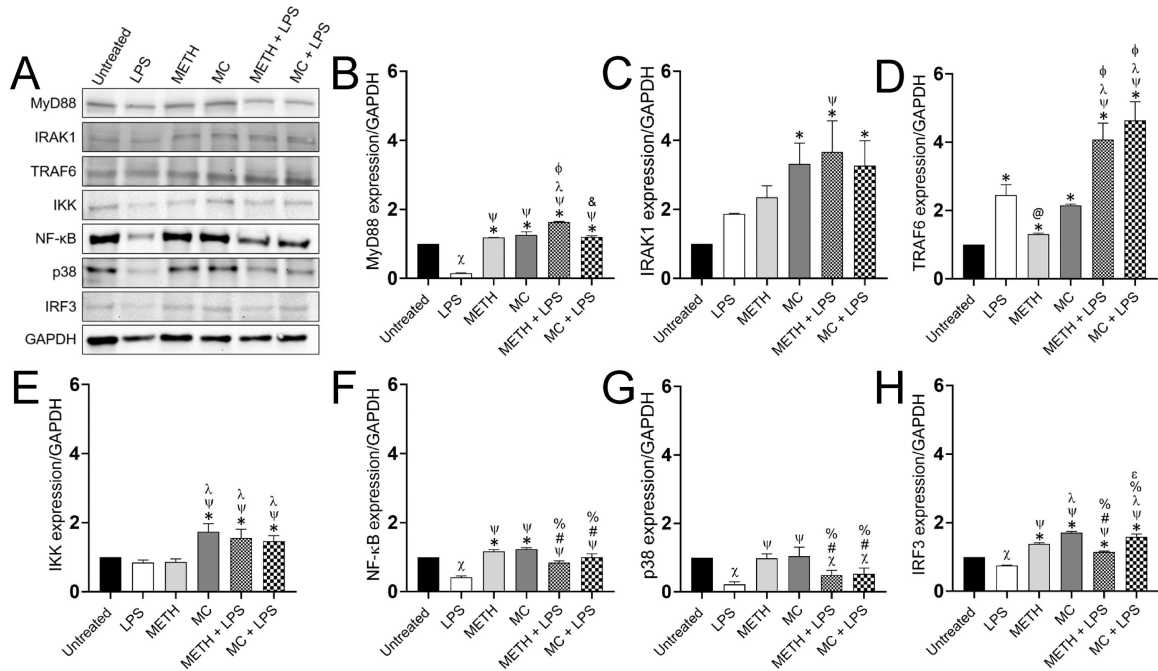 A
Untreated
LPS
METH
MC
METH + LPS
MC + LPS
MyD88
IRAK1
TRAF6
IKK
NF-κB
p38
IRF3
GAPDH
B
MyD88 expression/GAPDH
6
4
2
0
χ
ψ
*
ψ
*
ϕ
λ
ψ
*
&
ψ
*
Untreated
LPS
METH
MC
METH + LPS
MC + LPS
C
IRAK1 expression/GAPDH
6
4
2
0
*
ψ
*
*
Untreated
LPS
METH
MC
METH + LPS
MC + LPS
D
TRAF6 expression/GAPDH
6
4
2
0
*
@
*
*
ϕ
λ
ψ
*
ϕ
λ
ψ
*
Untreated
LPS
METH
MC
METH + LPS
MC + LPS
E
IKK expression/GAPDH
6
4
2
0
λ
ψ
*
λ
ψ
*
λ
ψ
*
Untreated
LPS
METH
MC
METH + LPS
MC + LPS
F
NF-κB expression/GAPDH
6
4
2
0
χ
ψ
ψ
%
#
ψ
%
#
ψ
Untreated
LPS
METH
MC
METH + LPS
MC + LPS
G
p38 expression/GAPDH
6
4
2
0
χ
ψ
ψ
%
#
χ
%
#
χ
Untreated
LPS
METH
MC
METH + LPS
MC + LPS
H
IRF3 expression/GAPDH
6
4
2
0
χ
ψ
*
λ
ψ
*
%
#
ψ
*
ε
%
λ
ψ
*
Untreated
LPS
METH
MC
METH + LPS
MC + LPS